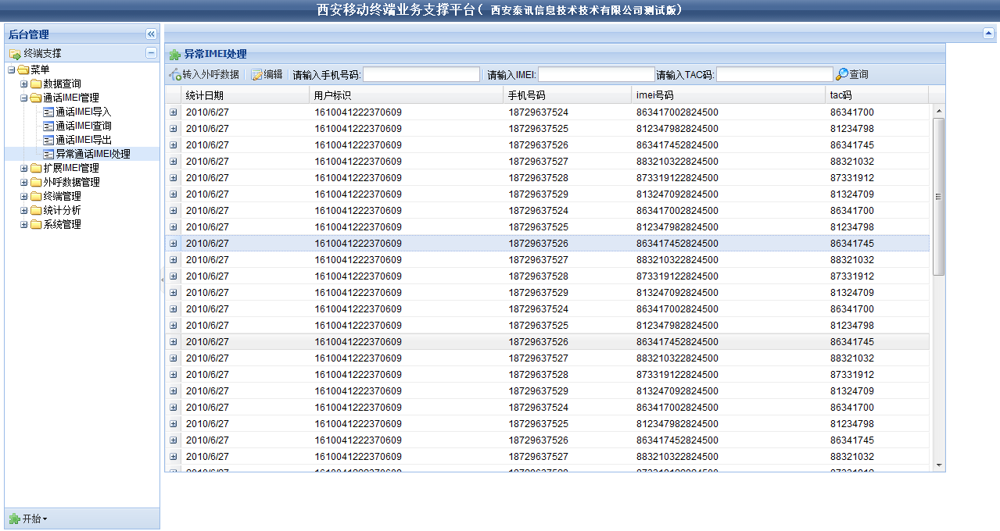 西安移动终端业务支撑平台( 西安泰讯信息技术技术有限公司测试版)
后台管理
终端支撑
菜单
数据查询
通话IMEI管理
通话IMEI导入
通话IMEI查询
通话IMEI导出
异常通话IMEI处理
扩展IMEI管理
外呼数据管理
终端管理
统计分析
系统管理
开始
异常IMEI处理
转入外呼数据 编辑 请输入手机号码: 请输入IMEI: 请输入TAC码: 查询
统计日期 用户标识 手机号码 imei号码 tac码
2010/6/27 1610041222370609 18729637524 863417002824500 86341700
2010/6/27 1610041222370609 18729637525 812347982824500 81234798
2010/6/27 1610041222370609 18729637526 863417452824500 86341745
2010/6/27 1610041222370609 18729637527 883210322824500 88321032
2010/6/27 1610041222370609 18729637528 873319122824500 87331912
2010/6/27 1610041222370609 18729637529 813247092824500 81324709
2010/6/27 1610041222370609 18729637524 863417002824500 86341700
2010/6/27 1610041222370609 18729637525 812347982824500 81234798
2010/6/27 1610041222370609 18729637526 863417452824500 86341745
2010/6/27 1610041222370609 18729637527 883210322824500 88321032
2010/6/27 1610041222370609 18729637528 873319122824500 87331912
2010/6/27 1610041222370609 18729637529 813247092824500 81324709
2010/6/27 1610041222370609 18729637524 863417002824500 86341700
2010/6/27 1610041222370609 18729637525 812347982824500 81234798
2010/6/27 1610041222370609 18729637526 863417452824500 86341745
2010/6/27 1610041222370609 18729637527 883210322824500 88321032
2010/6/27 1610041222370609 18729637528 873319122824500 87331912
2010/6/27 1610041222370609 18729637529 813247092824500 81324709
2010/6/27 1610041222370609 18729637524 863417002824500 86341700
2010/6/27 1610041222370609 18729637525 812347982824500 81234798
2010/6/27 1610041222370609 18729637526 863417452824500 86341745
2010/6/27 1610041222370609 18729637527 883210322824500 88321032